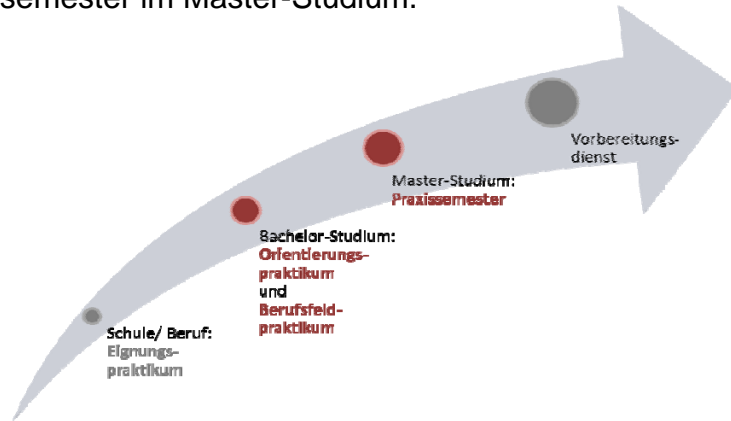 semester im Master-Studium:
Vorbereitungs-
dienst
Master-Studium:
Praxissemester
Bachelor-Studium:
Orientierungs-
praktikum
und
Berufsfeld-
praktikum
Schule/ Beruf:
Eignungs-
praktikum